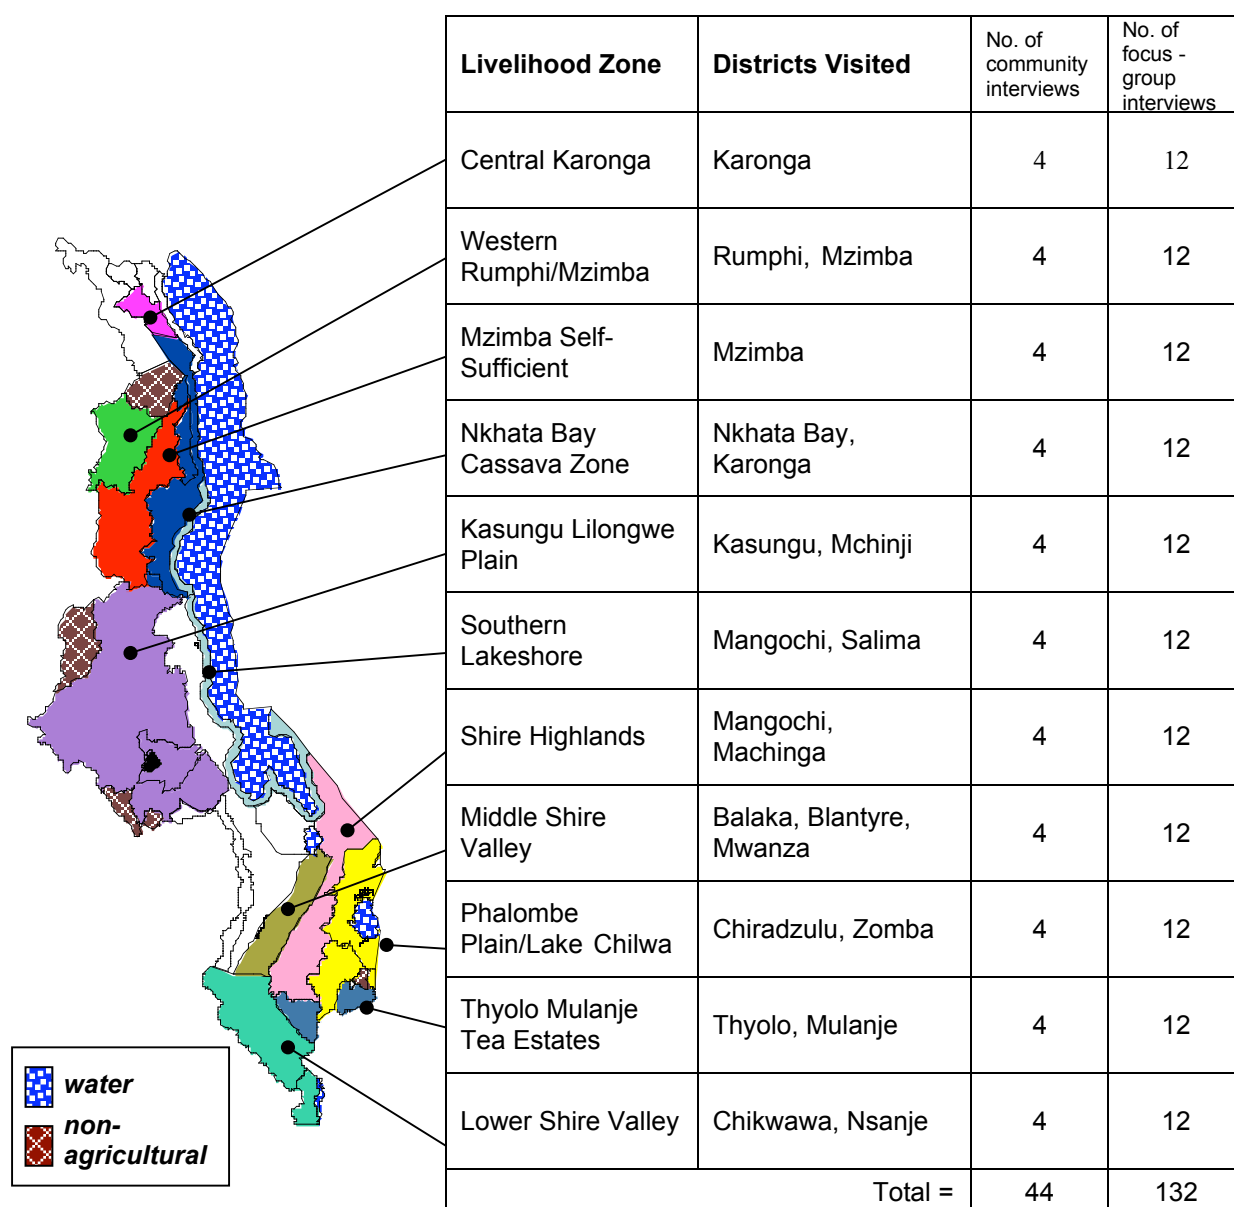 Livelihood Zone
Districts Visited
No. of
community
interviews
No. of
focus -
group
interviews
Central Karonga
Karonga
4
12
Western
Rumphi/Mzimba
Rumphi, Mzimba
4
12
Mzimba Self-
Sufficient
Mzimba
4
12
Nkhata Bay
Cassava Zone
Nkhata Bay,
Karonga
4
12
Kasungu Lilongwe
Plain
Kasungu, Mchinji
4
12
Southern
Lakeshore
Mangochi, Salima
4
12
Shire Highlands
Mangochi,
Machinga
4
12
Middle Shire
Valley
Balaka, Blantyre,
Mwanza
4
12
Phalombe
Plain/Lake Chilwa
Chiradzulu, Zomba
4
12
Thyolo Mulanje
Tea Estates
Thyolo, Mulanje
4
12
Lower Shire Valley
Chikwawa, Nsanje
4
12
Total =
44
132
water
non-
agricultural